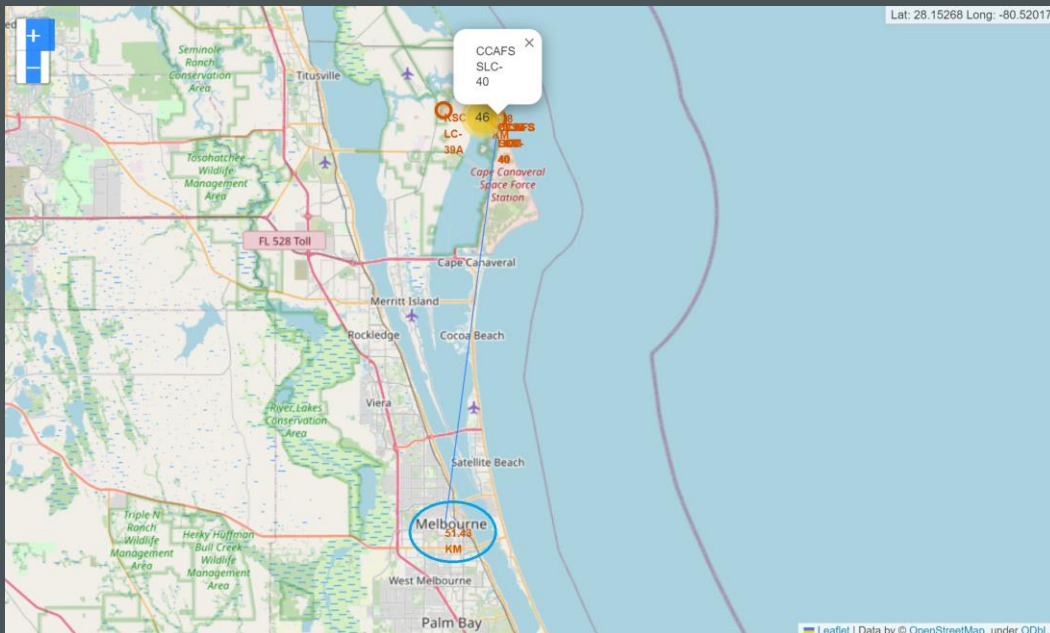 Lat: 28.15268 Long: -80.52017
+
−
Seminole
Ranch
Conservation
Area
Titusville
×
CCAFS
SLC-
40
46
KSC
LC-
39A
40
Cape Canaveral
Space Force
Station
Tosohatchee
Wildlife
Management
Area
FL 528 Toll
Cape Canaveral
Merritt Island
Rockledge
Cocoa Beach
Viera
River Lakes
Conservation
Area
Satellite Beach
Melbourne
51.43
KM
Triple N
Ranch
Wildlife
Management
Area
Herky Huffman
Bull Creek
Wildlife
Management
Area
West Melbourne
Palm Bay
Leaflet | Data by © OpenStreetMap, under ODbL